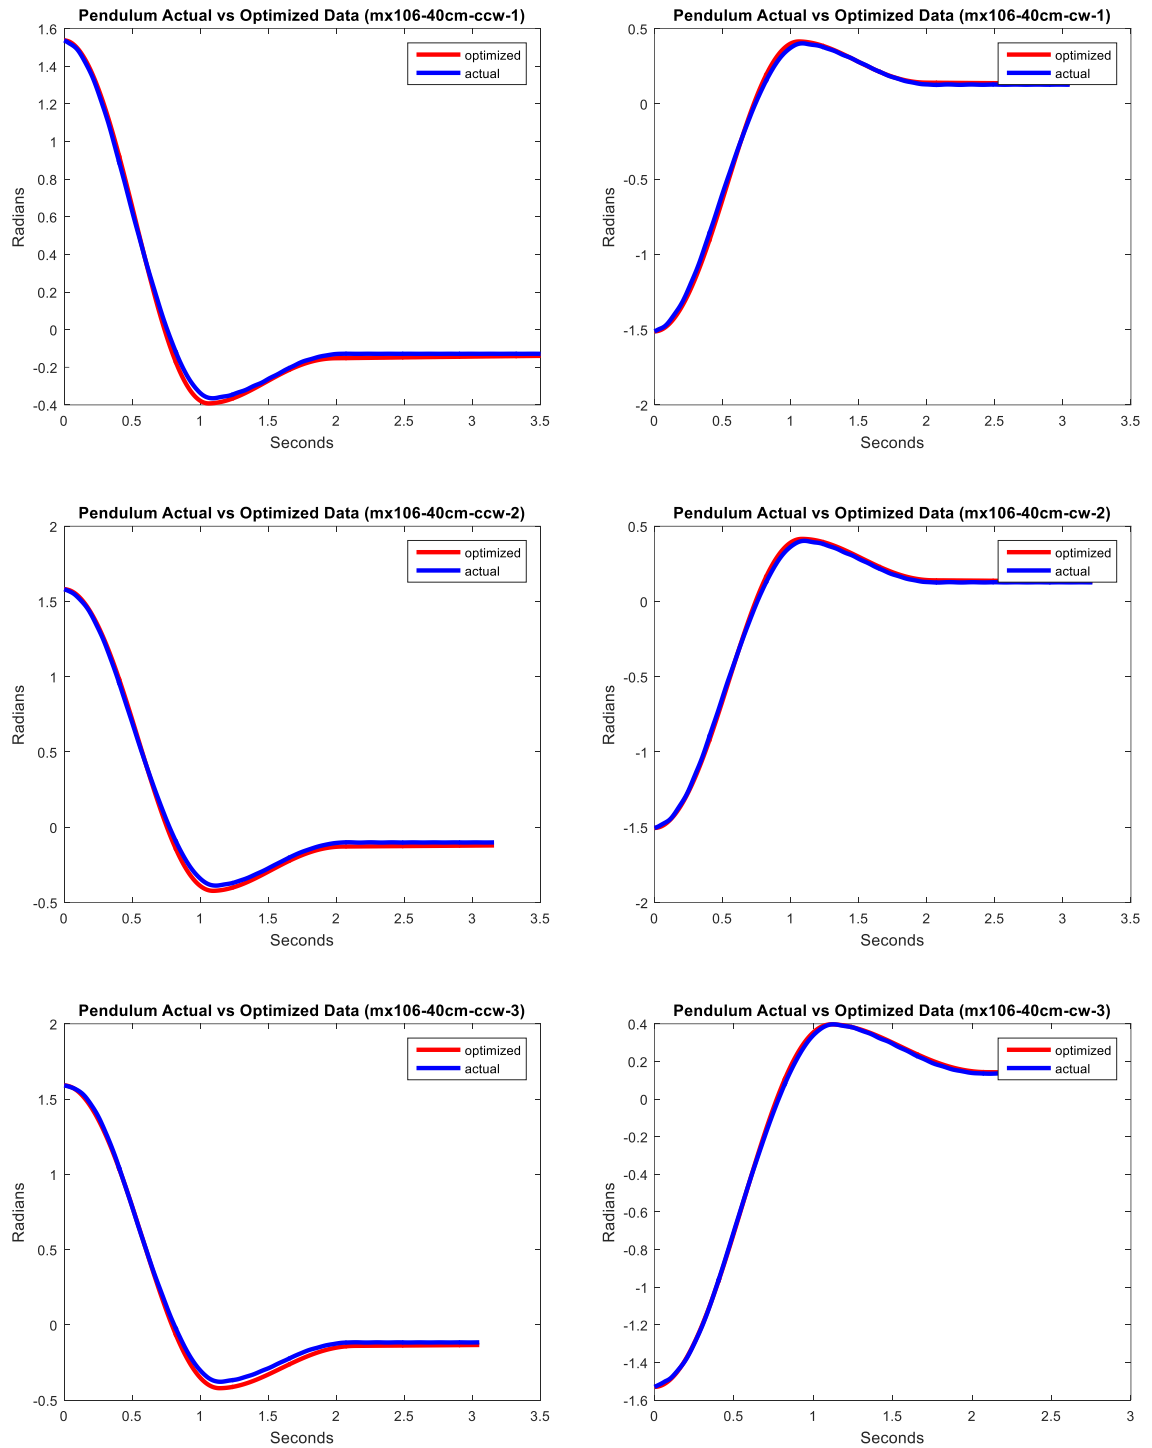 Pendulum Actual vs Optimized Data (mx106-40cm-ccw-1)
1.6
1.4
1.2
1
0.8
0.6
0.4
0.2
0
-0.2
-0.4
Radians
0 0.5 1 1.5 2 2.5 3 3.5
Seconds
optimized
actual
Pendulum Actual vs Optimized Data (mx106-40cm-cw-1)
0.5
0
-0.5
-1
-1.5
-2
Radians
0 0.5 1 1.5 2 2.5 3 3.5
Seconds
optimized
actual
Pendulum Actual vs Optimized Data (mx106-40cm-ccw-2)
2
1.5
1
0.5
0
-0.5
Radians
0 0.5 1 1.5 2 2.5 3 3.5
Seconds
optimized
actual
Pendulum Actual vs Optimized Data (mx106-40cm-cw-2)
0.5
0
-0.5
-1
-1.5
-2
Radians
0 0.5 1 1.5 2 2.5 3 3.5
Seconds
optimized
actual
Pendulum Actual vs Optimized Data (mx106-40cm-ccw-3)
2
1.5
1
0.5
0
-0.5
Radians
0 0.5 1 1.5 2 2.5 3 3.5
Seconds
optimized
actual
Pendulum Actual vs Optimized Data (mx106-40cm-cw-3)
0.4
0.2
0
-0.2
-0.4
-0.6
-0.8
-1
-1.2
-1.4
-1.6
Radians
0 0.5 1 1.5 2 2.5 3
Seconds
optimized
actual